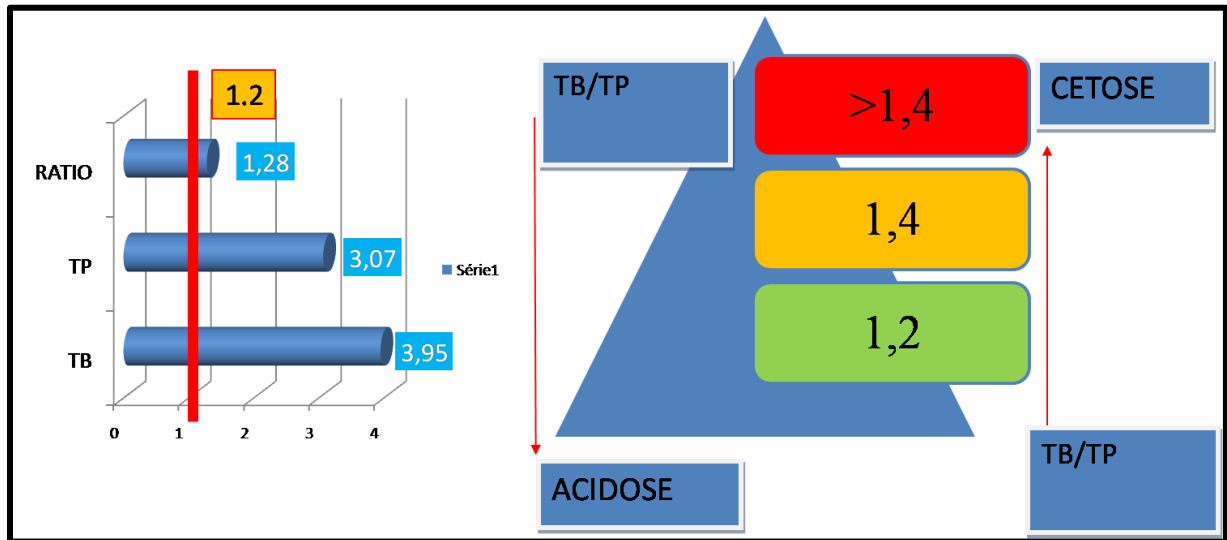 1.2
RATIO
1,28
TP
3,07
TB
3,95
0 1 2 3 4
Série1
TB/TP
ACIDOSE
>1,4
1,4
1,2
CETOSE
TB/TP